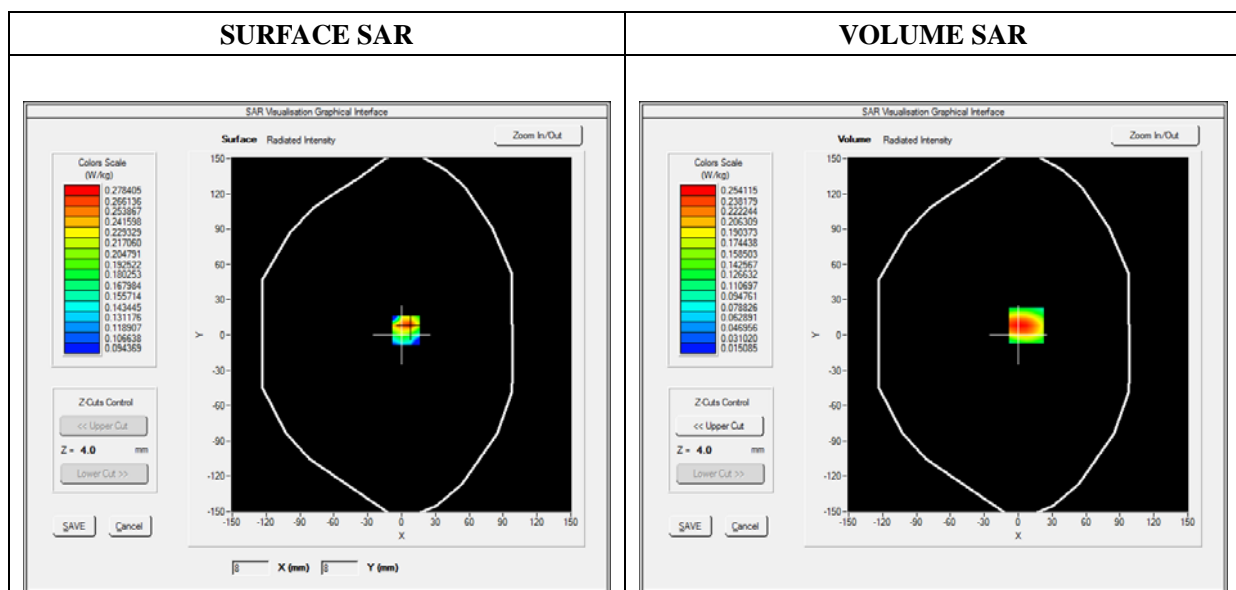 SURFACE SAR
VOLUME SAR
SAR Visualisation Graphical Interface
Surface Radiated Intensity
Zoom In/Out
Colors Scale
(W/kg)
0.278405
0.266136
0.253867
0.241598
0.229329
0.217060
0.204791
0.192522
0.180253
0.167984
0.155714
0.143445
0.131176
0.118907
0.106638
0.094369
Z-Cuts Control
<< Upper Cut
Z = 4.0 mm
Lower Cut >>
SAVE Cancel
150
120
90
60
30
0
-30
-60
-90
-120
-150
Y
-150 -120 -90 -60 -30 0 30 60 90 120 150
X
8 X (mm) 8 Y (mm)
SAR Visualisation Graphical Interface
Volume Radiated Intensity
Zoom In/Out
Colors Scale
(W/kg)
0.254115
0.238179
0.222244
0.206309
0.190373
0.174438
0.158503
0.142567
0.126632
0.110697
0.094761
0.078826
0.062891
0.046956
0.031020
0.015085
Z-Cuts Control
<< Upper Cut
Z = 4.0 mm
Lower Cut >>
SAVE Cancel
150
120
90
60
30
0
-30
-60
-90
-120
-150
Y
-150 -120 -90 -60 -30 0 30 60 90 120 150
X